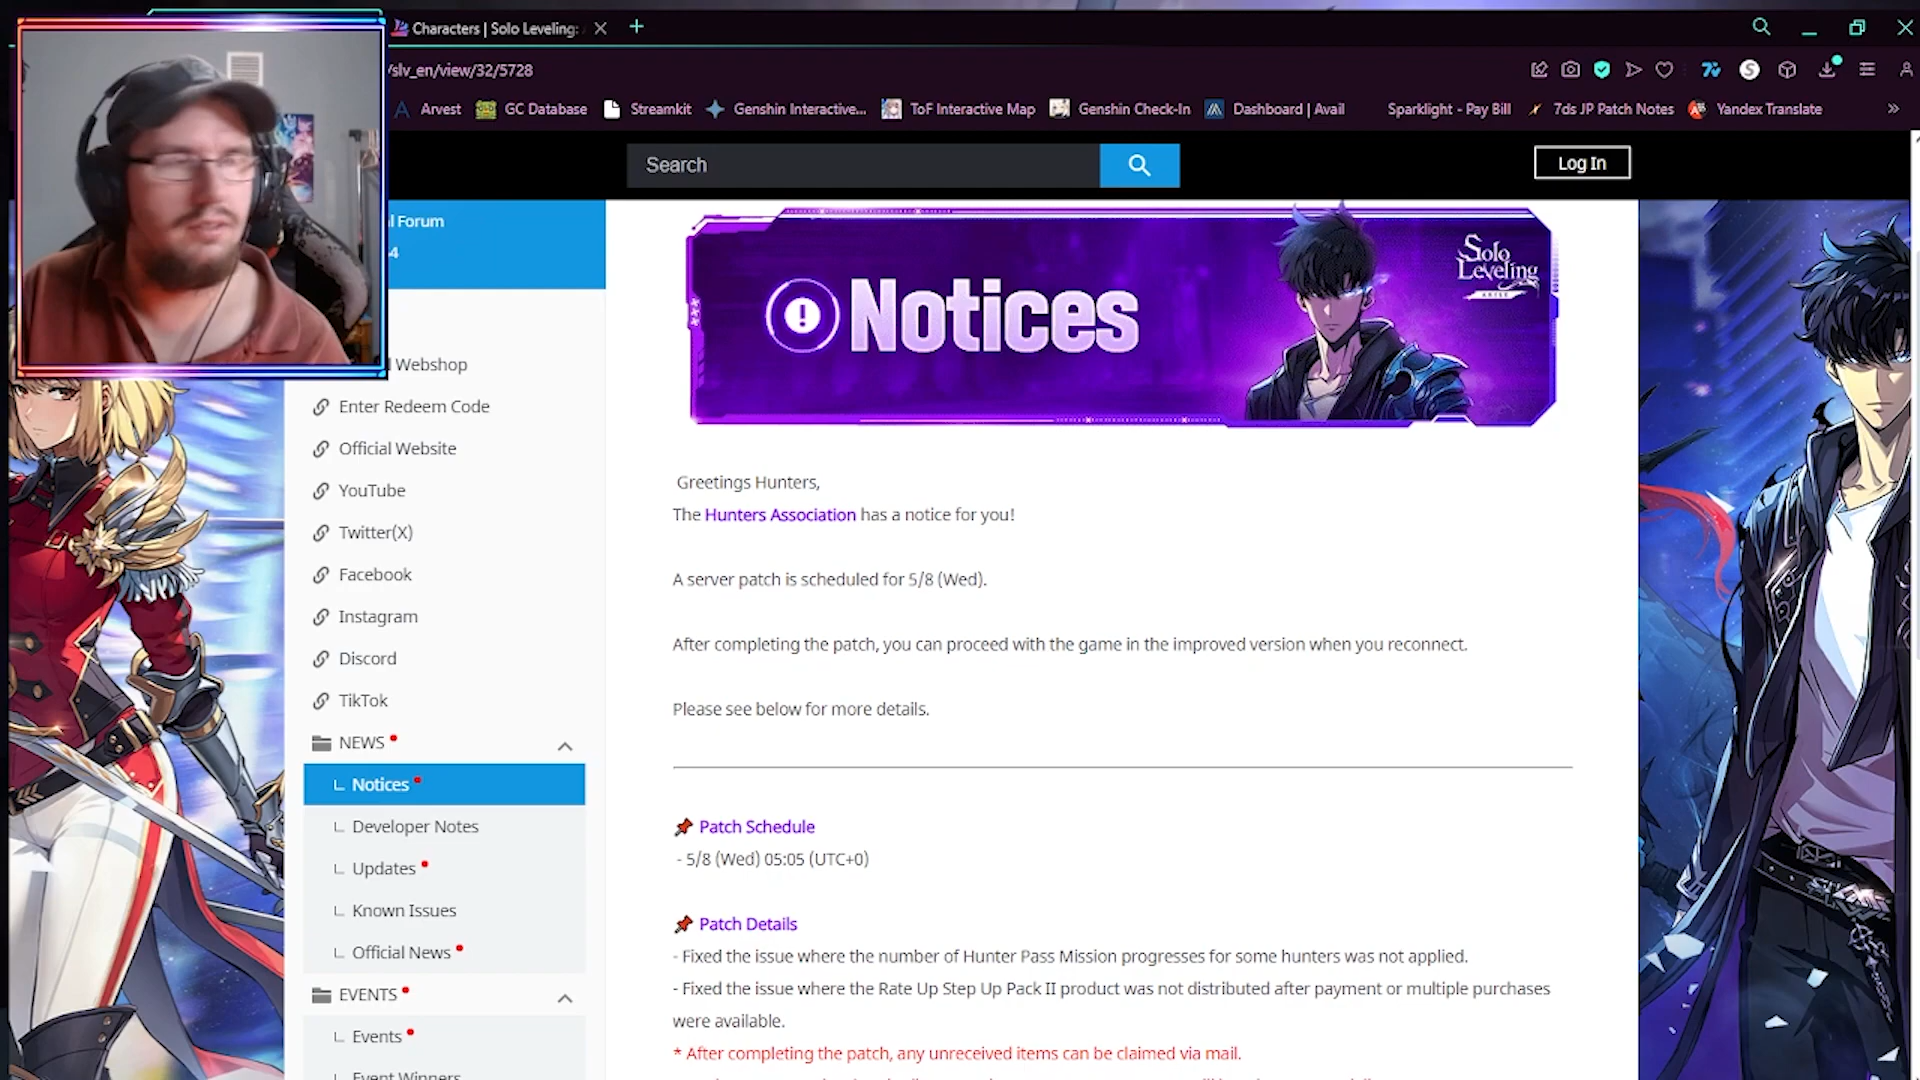 Characters | Solo Leveling:
/slv_en/view/32/5728
Arvest
GC Database
Streamkit
Genshin Interactive...
ToF Interactive Map
Genshin Check-In
Dashboard | Avail
Sparklight - Pay Bill
7ds JP Patch Notes
Yandex Translate
Search
Log In
l Forum
4
Webshop
Enter Redeem Code
Official Website
YouTube
Twitter(X)
Facebook
Instagram
Discord
TikTok
NEWS
Notices
Developer Notes
Updates
Known Issues
Official News
EVENTS
Events
Event Winners
Notices
Solo
Leveling
ARISE
Greetings Hunters,
The Hunters Association has a notice for you!
A server patch is scheduled for 5/8 (Wed).
After completing the patch, you can proceed with the game in the improved version when you reconnect.
Please see below for more details.
Patch Schedule
- 5/8 (Wed) 05:05 (UTC+0)
Patch Details
- Fixed the issue where the number of Hunter Pass Mission progresses for some hunters was not applied.
- Fixed the issue where the Rate Up Step Up Pack II product was not distributed after payment or multiple purchases
were available.
* After completing the patch, any unreceived items can be claimed via mail.